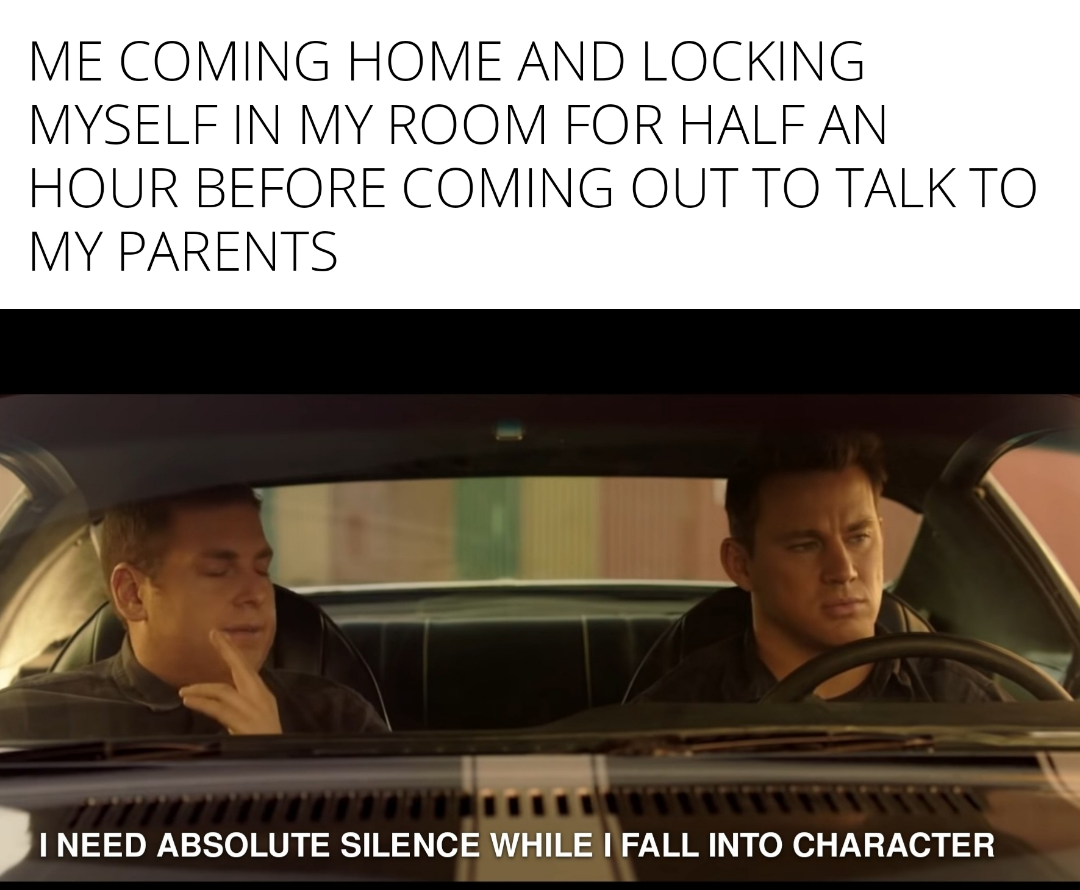 ME COMING HOME AND LOCKING
MYSELF IN MY ROOM FOR HALF AN
HOUR BEFORE COMING OUT TO TALK TO
MY PARENTS
I NEED ABSOLUTE SILENCE WHILE I FALL INTO CHARACTER